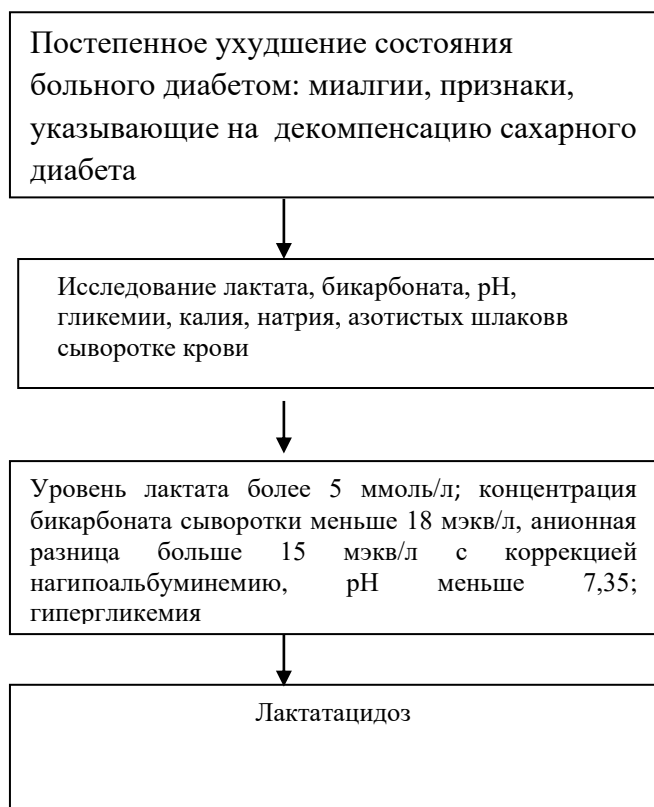 Постепенное ухудшение состояния
больного диабетом: миалгии, признаки,
указывающие на декомпенсацию сахарного
диабета
Исследование лактата, бикарбоната, pH,
гликемии, калия, натрия, азотистых шлаковв
сыворотке крови
Уровень лактата более 5 ммоль/л; концентрация
бикарбоната сыворотки меньше 18 мэкв/л, анионная
разница больше 15 мэкв/л с коррекцией
нагипоальбуминемию, pH меньше 7,35;
гипергликемия
Лактатацидоз